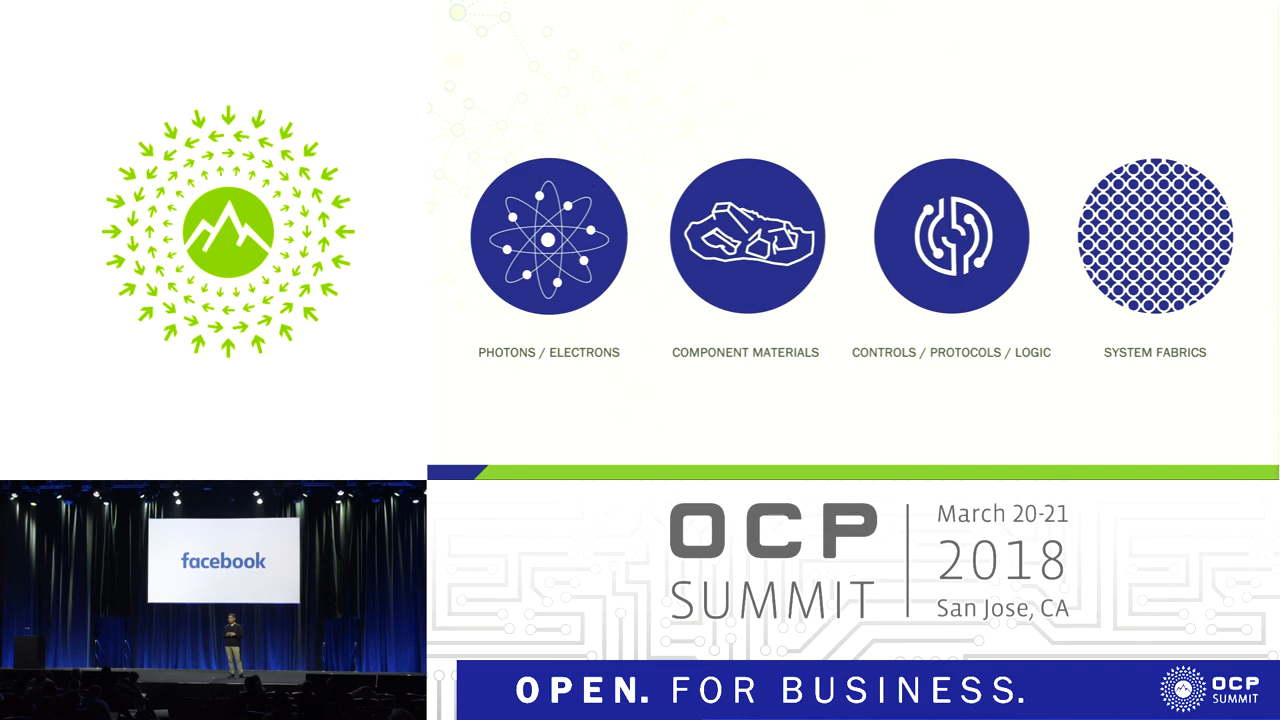 PHOTONS / ELECTRONS
COMPONENT MATERIALS
CONTROLS / PROTOCOLS / LOGIC
SYSTEM FABRICS
facebook
OCP
SUMMIT
March 20-21
2018
San Jose, CA
OPEN. FOR BUSINESS.
OCP
SUMMIT